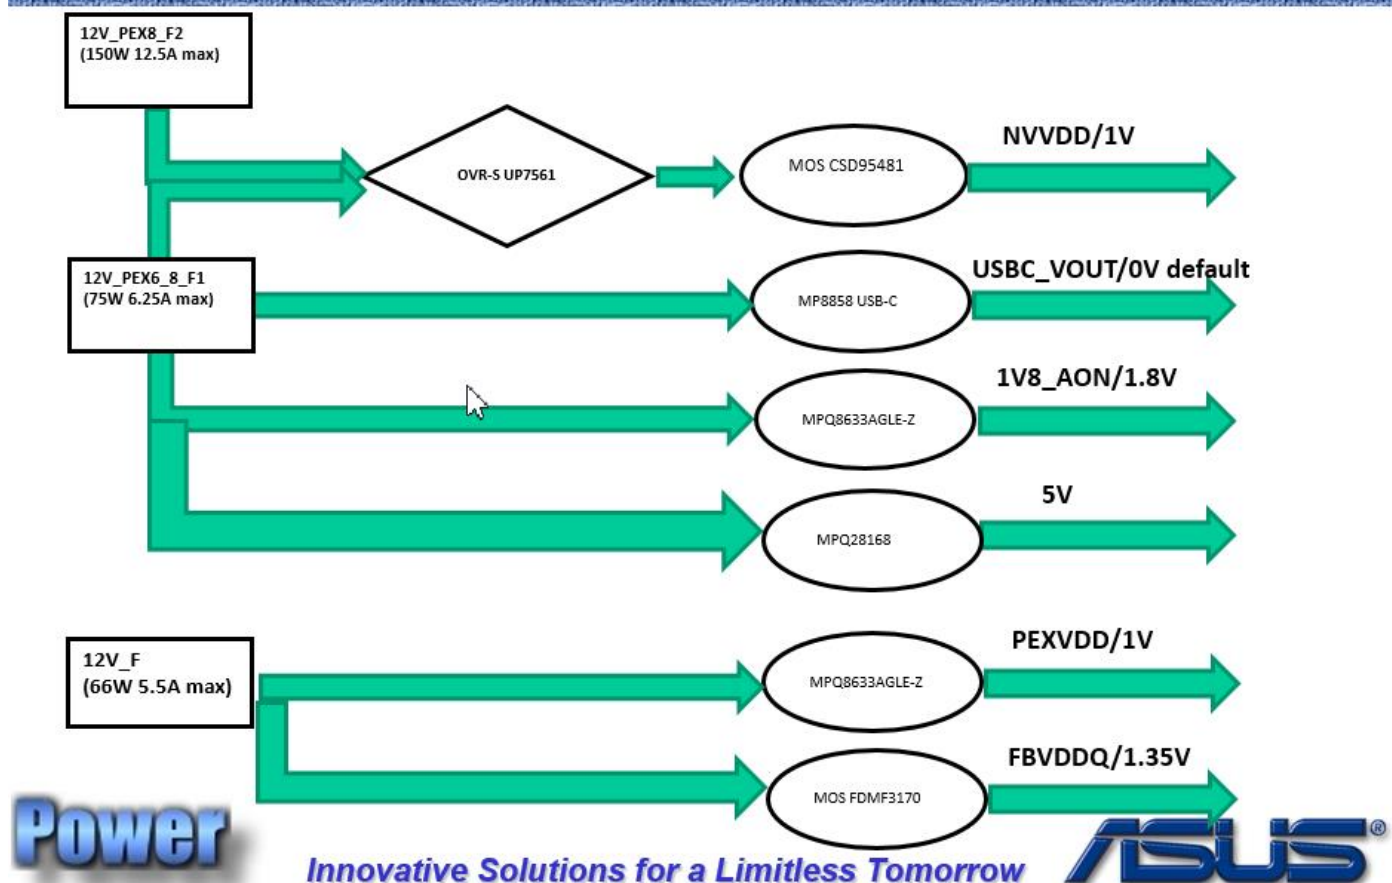 12V_PEX8_F2
(150W 12.5A max)
OVR-S UP7561
MOS CSD95481
NVVDD/1V
12V_PEX6_8_F1
(75W 6.25A max)
MP8858 USB-C
USBC_VOUT/0V default
MPQ8633AGLE-Z
1V8_AON/1.8V
MPQ28168
5V
12V_F
(66W 5.5A max)
MPQ8633AGLE-Z
PEXVDD/1V
MOS FDMF3170
FBVDDQ/1.35V
Power
Innovative Solutions for a Limitless Tomorrow
ASUS®